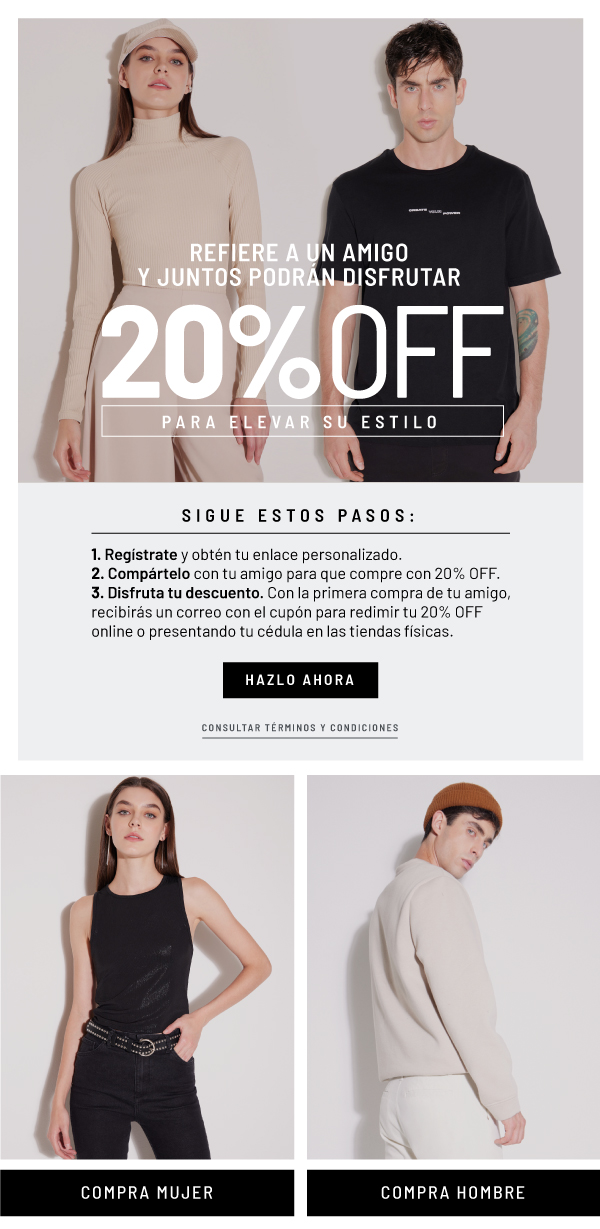 REFIERE A UN AMIGO
Y JUNTOS PODRÁN DISFRUTAR
20%OFF
PARA ELEVAR SU ESTILO
SIGUE ESTOS PASOS:
1. Regístrate y obtén tu enlace personalizado.
2. Compártelo con tu amigo para que compre con 20% OFF.
3. Disfruta tu descuento. Con la primera compra de tu amigo,
recibirás un correo con el cupón para redimir tu 20% OFF
online o presentando tu cédula en las tiendas físicas.
HAZLO AHORA
CONSULTAR TÉRMINOS Y CONDICIONES
COMPRA MUJER
COMPRA HOMBRE